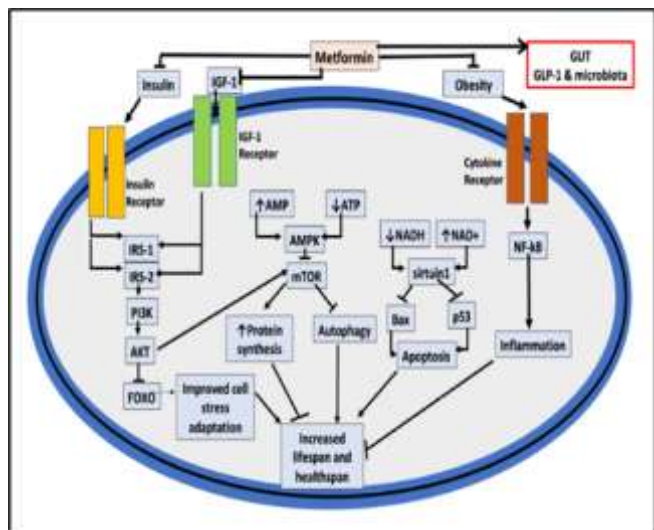 Metformin
GUT
GLP-1 & microbiota
Insulin
IGF-1
Obesity
IGF-1
Receptor
Cytokine
Receptor
Insulin
Receptor
↑AMP
↓ATP
AMPK
↓NADH
↑NAD+
NF-kB
IRS-1
IRS-2
mTOR
sirtuin1
PI3K
↑Protein
synthesis
Autophagy
Bax
p53
AKT
Apoptosis
Inflammation
FOXO
Improved cell
stress
adaptation
Increased
lifespan and
healthspan